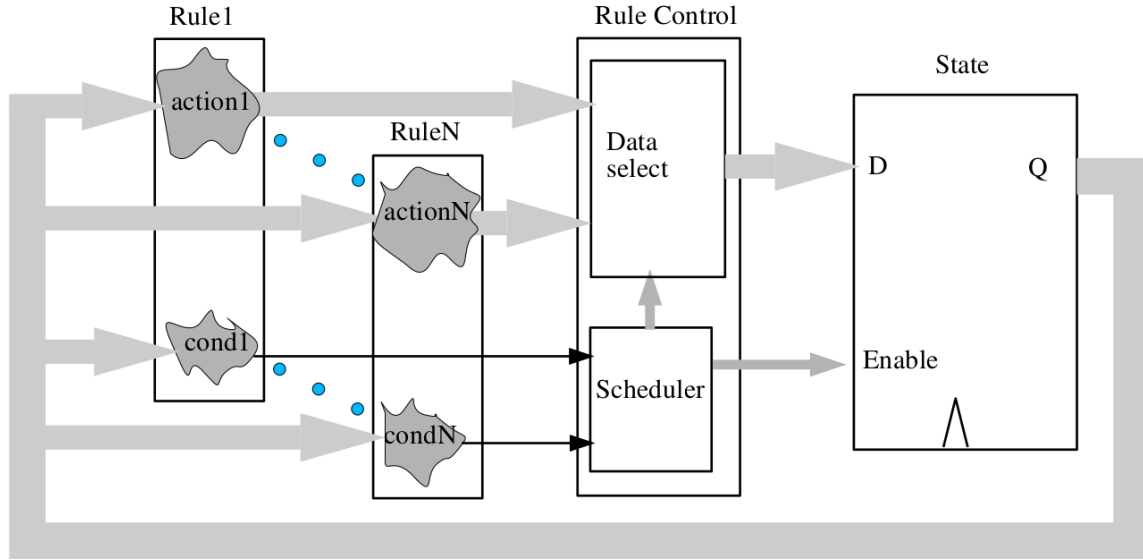 Rule1
Rule Control
State
action1
RuleN
Data
select
D
Q
actionN
cond1
Enable
Scheduler
condN